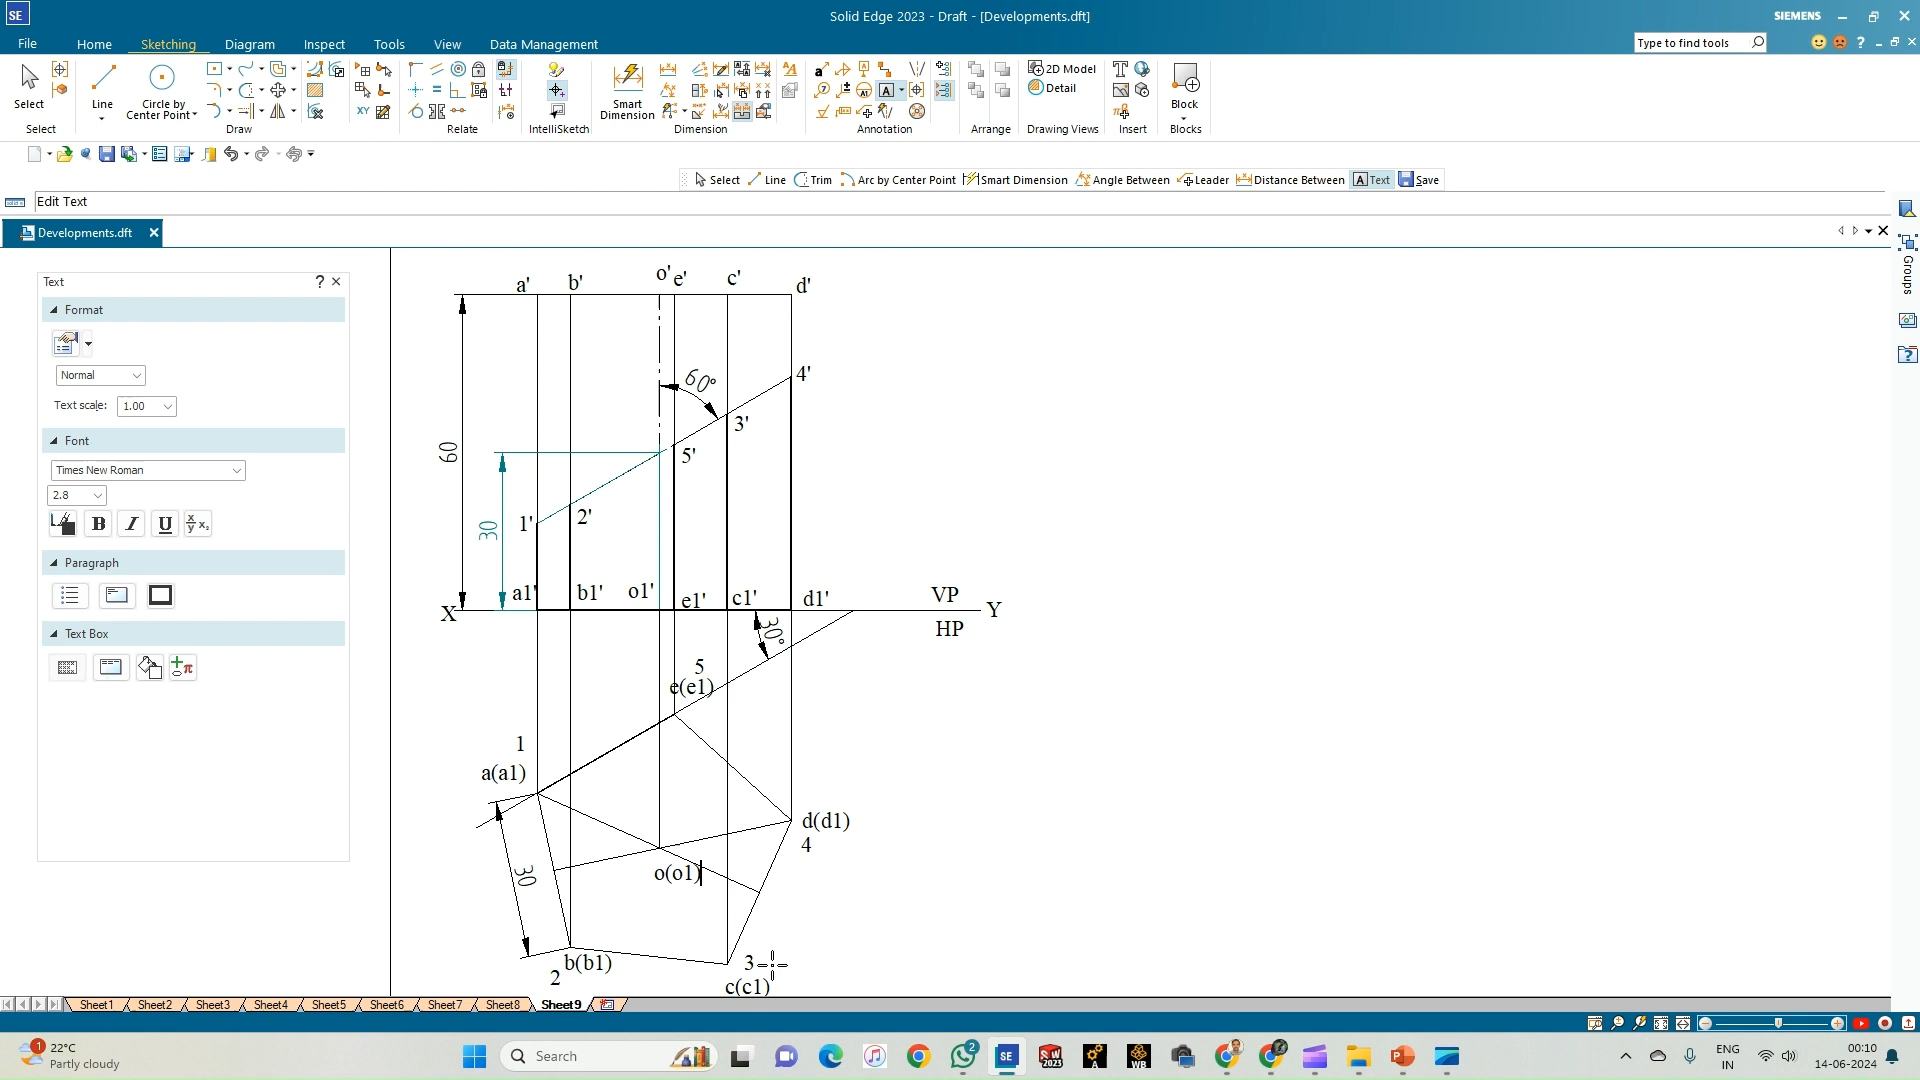 SE
Solid Edge 2023 - Draft - [Developments.dft]
SIEMENS
File
Home
Sketching
Diagram
Inspect
Tools
View
Data Management
Type to find tools
Select
Line
Circle by
Center Point
Smart
Dimension
2D Model
Detail
Block
Select
Draw
Relate
IntelliSketch
Dimension
Annotation
Arrange
Drawing Views
Insert
Blocks
Select
Line
Trim
Arc by Center Point
Smart Dimension
Angle Between
Leader
Distance Between
Text
Save
Edit Text
Developments.dft
Groups
Text
Format
Normal
Text scale:
1.00
Font
Times New Roman
2.8
B
I
U
Paragraph
Text Box
a'
b'
o'
e'
c'
d'
60°
4'
3'
60
5'
1'
2'
30
a1'
b1'
o1'
e1'
c1'
d1'
VP
X
Y
30°
HP
5
e(e1)
1
a(a1)
d(d1)
4
30
o(o1)
b(b1)
2
3
c(c1)
Sheet1
Sheet2
Sheet3
Sheet4
Sheet5
Sheet6
Sheet7
Sheet8
Sheet9
1
22°C
Partly cloudy
Search
2
SE
ENG
IN
00:10
14-06-2024